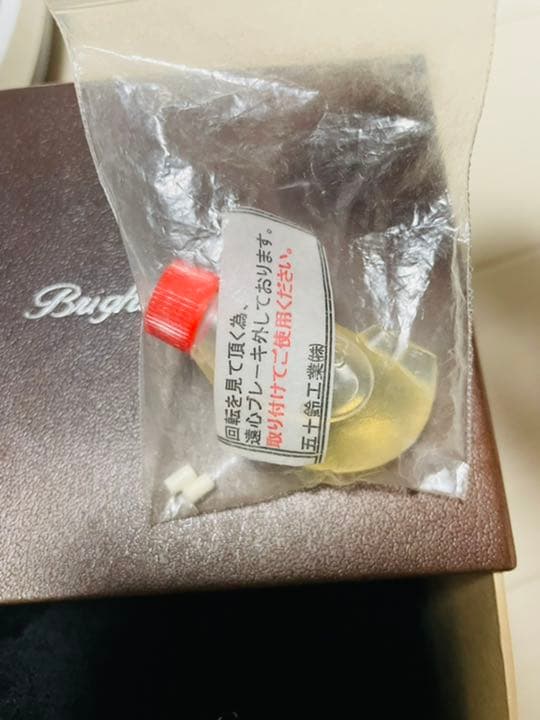 Bugh
回転を見て頂く為、
遠心ブレーキ外しております。
取り付けてご使用ください。
五十鈴工業㈱